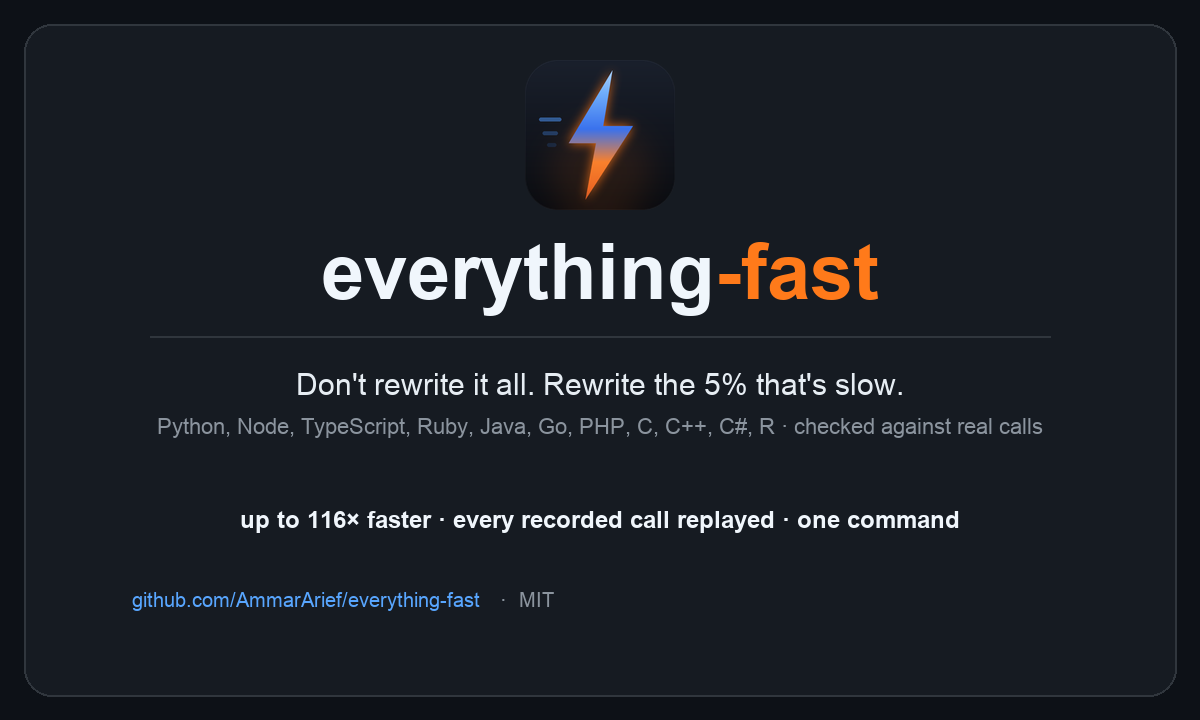 everything-fast
Don't rewrite it all. Rewrite the 5% that's slow.
Python, Node, TypeScript, Ruby, Java, Go, PHP, C, C++, C#, R · checked against real calls
up to 116× faster · every recorded call replayed · one command
github.com/AmmarArief/everything-fast · MIT